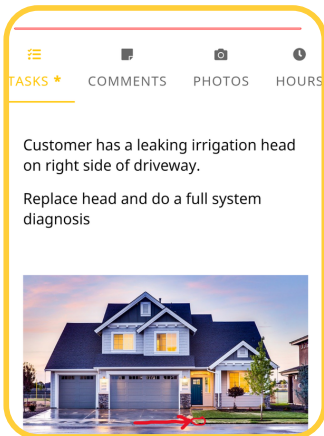 TASKS *
COMMENTS
PHOTOS
HOURS
Customer has a leaking irrigation head
on right side of driveway.
Replace head and do a full system
diagnosis